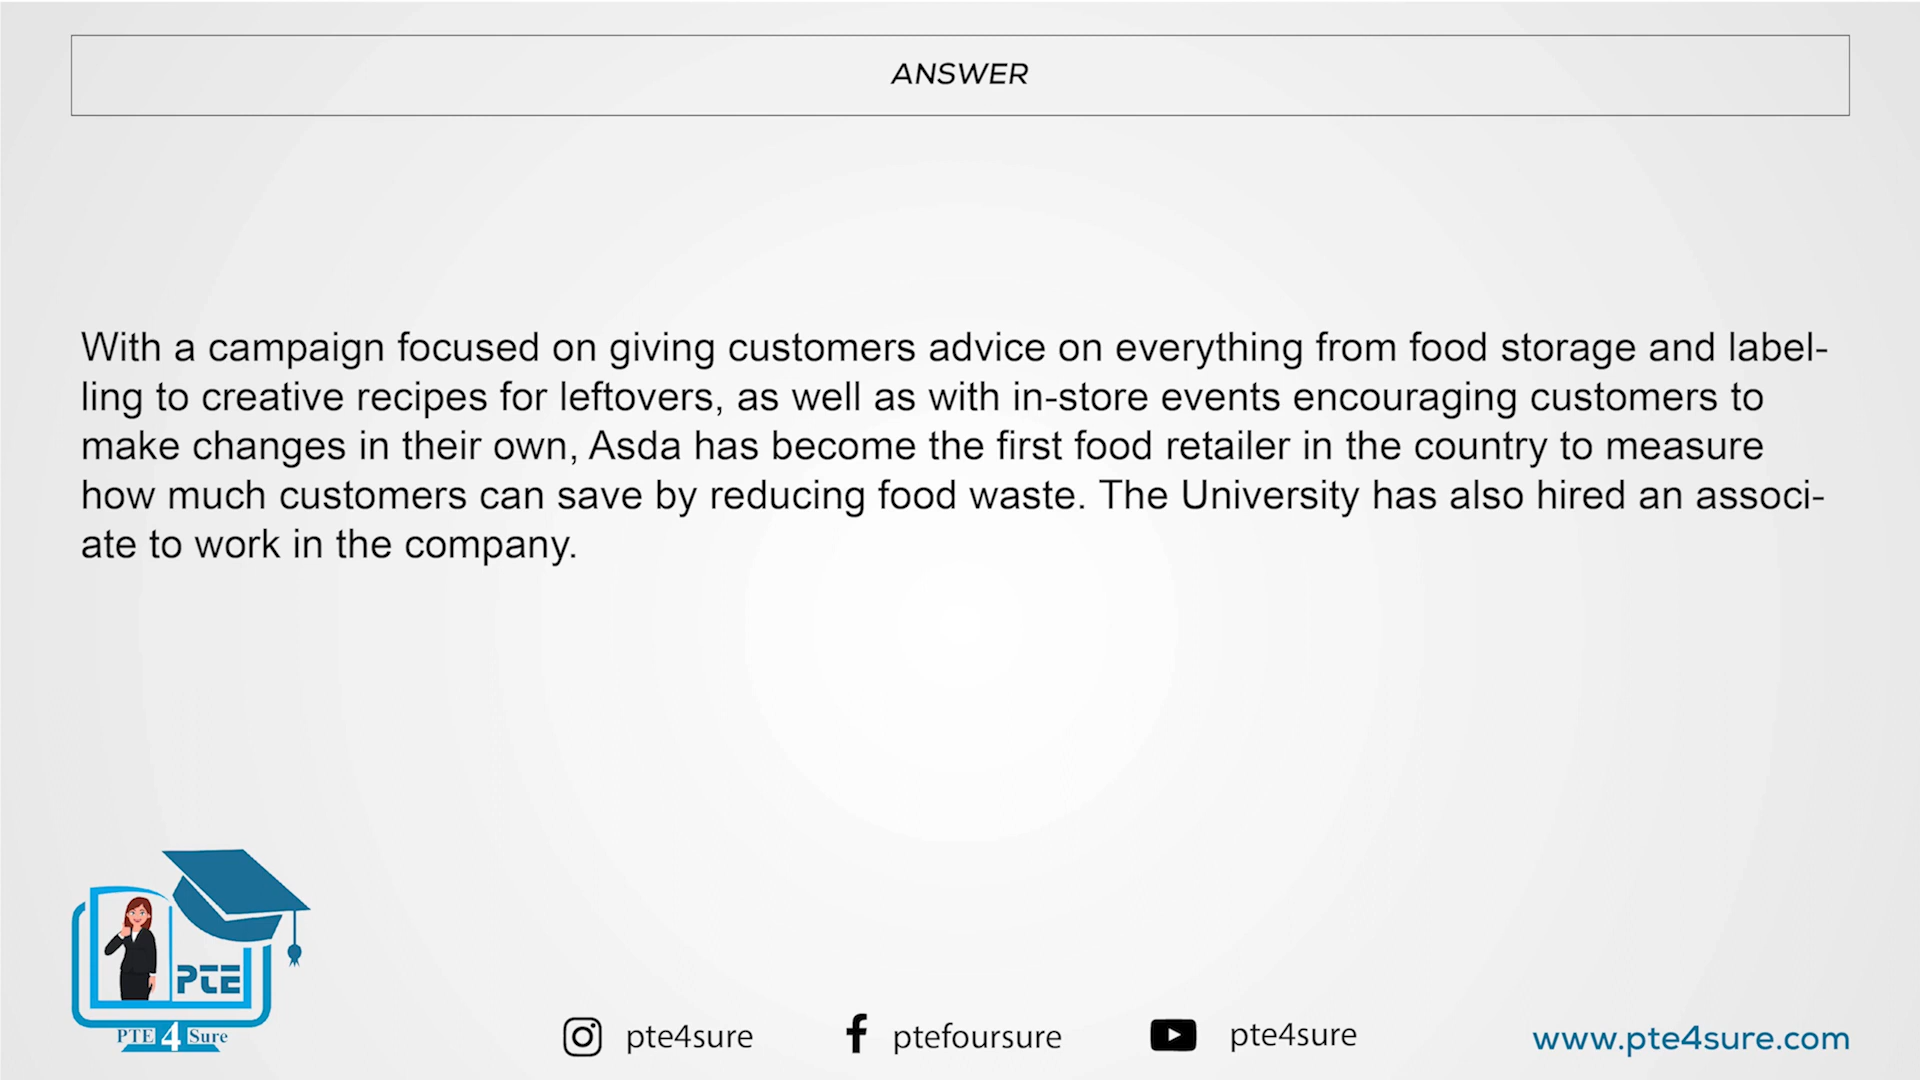 ANSWER
With a campaign focused on giving customers advice on everything from food storage and label-
ling to creative recipes for leftovers, as well as with in-store events encouraging customers to
make changes in their own, Asda has become the first food retailer in the country to measure
how much customers can save by reducing food waste. The University has also hired an associ-
ate to work in the company.
PTE
PTE 4 Sure
pte4sure
ptefoursure
pte4sure
www.pte4sure.com